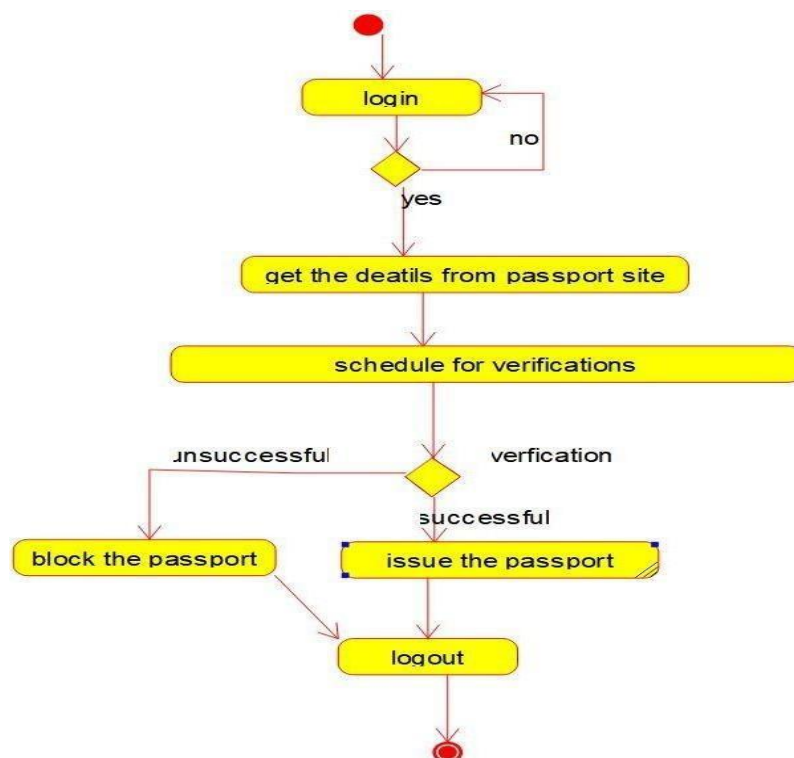 login
no
yes
get the deatils from passport site
schedule for verifications
unsuccessful
verfication
successful
block the passport
issue the passport
logout